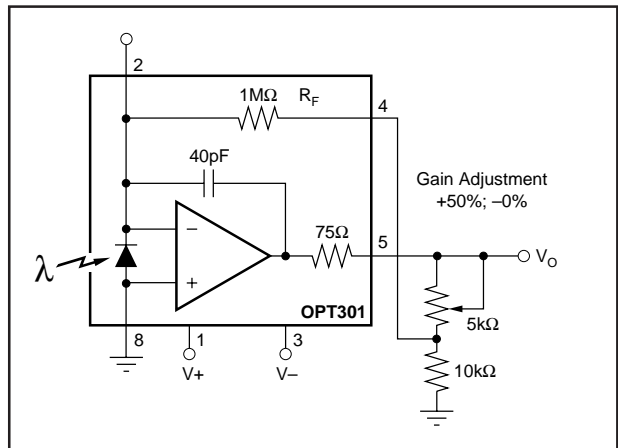 2
1MΩ R_F
4
40pF
Gain Adjustment
+50%; –0%
75Ω
5
V_O
λ
–
+
OPT301
5kΩ
8
1
3
10kΩ
V+
V–